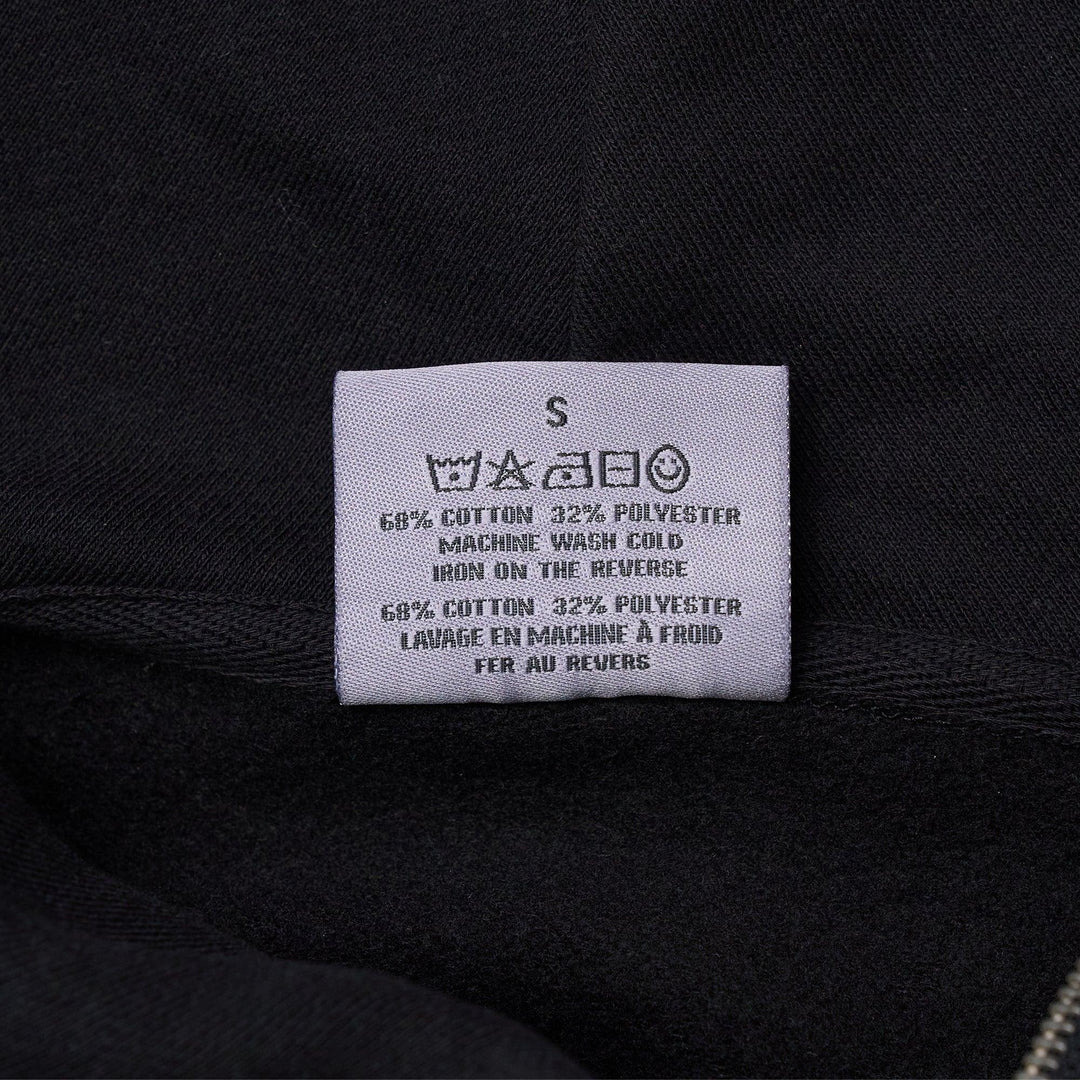 S
68% COTTON 32% POLYESTER
MACHINE WASH COLD
IRON ON THE REVERSE
68% COTTON 32% POLYESTER
LAVAGE EN MACHINE À FROID
FER AU REVERS